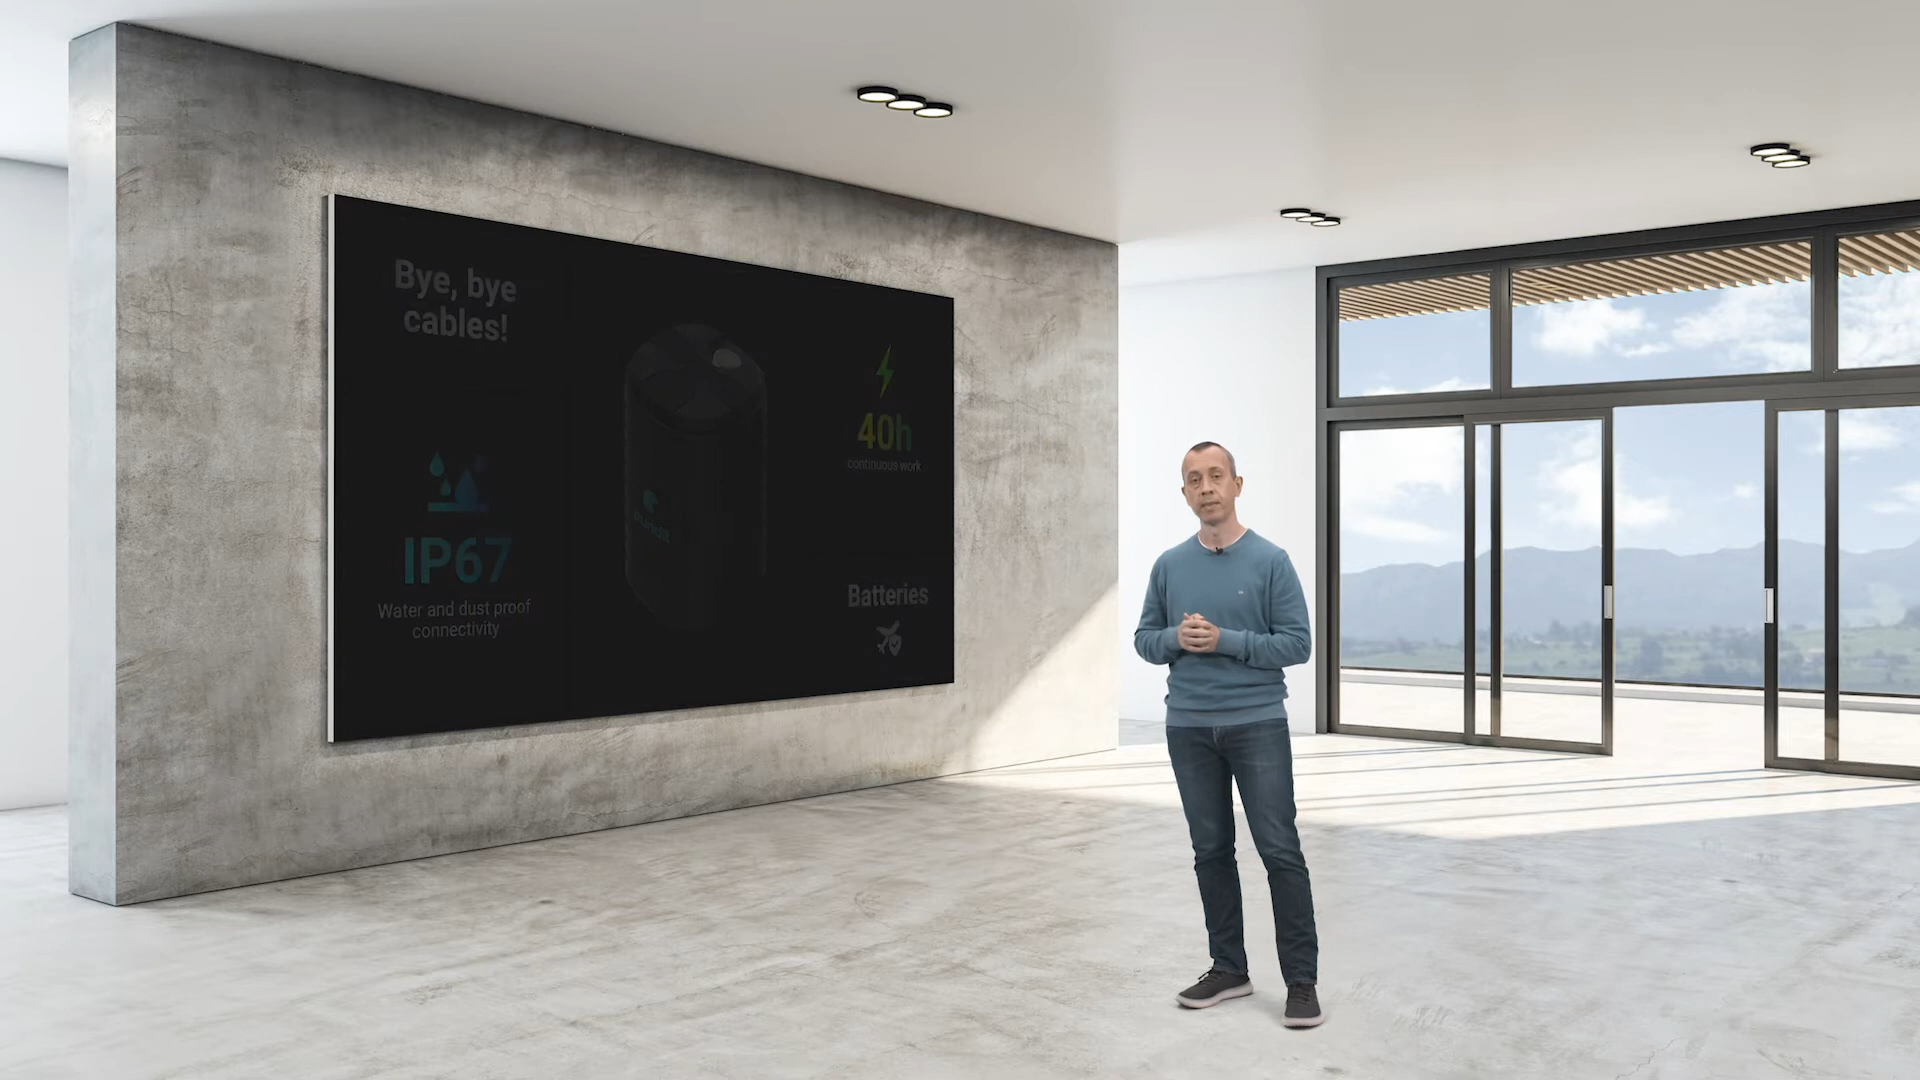 Bye, bye
cables!
IP67
Water and dust proof
connectivity
40h
continuous work
Batteries